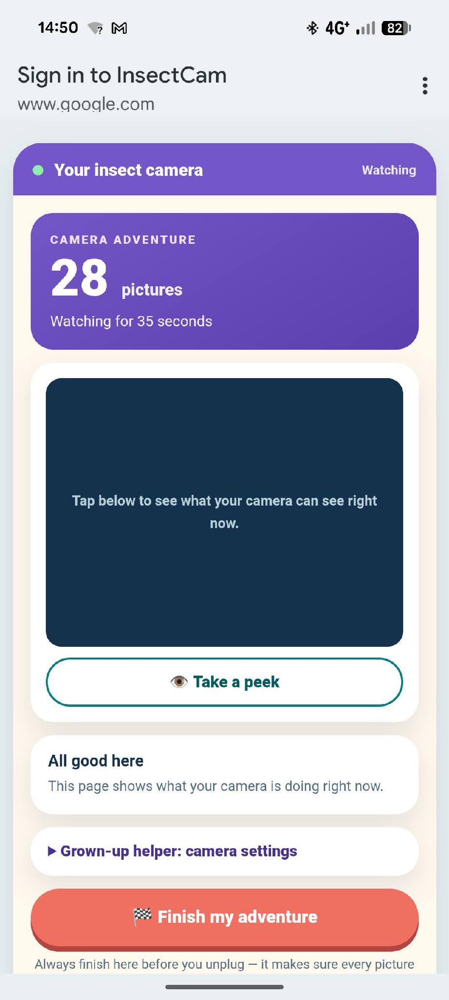 14:50 ? 4G+ 82
Sign in to InsectCam
www.google.com
Your insect camera Watching
CAMERA ADVENTURE
28 pictures
Watching for 35 seconds
Tap below to see what your camera can see right
now.
Take a peek
All good here
This page shows what your camera is doing right now.
Grown-up helper: camera settings
Finish my adventure
Always finish here before you unplug — it makes sure every picture